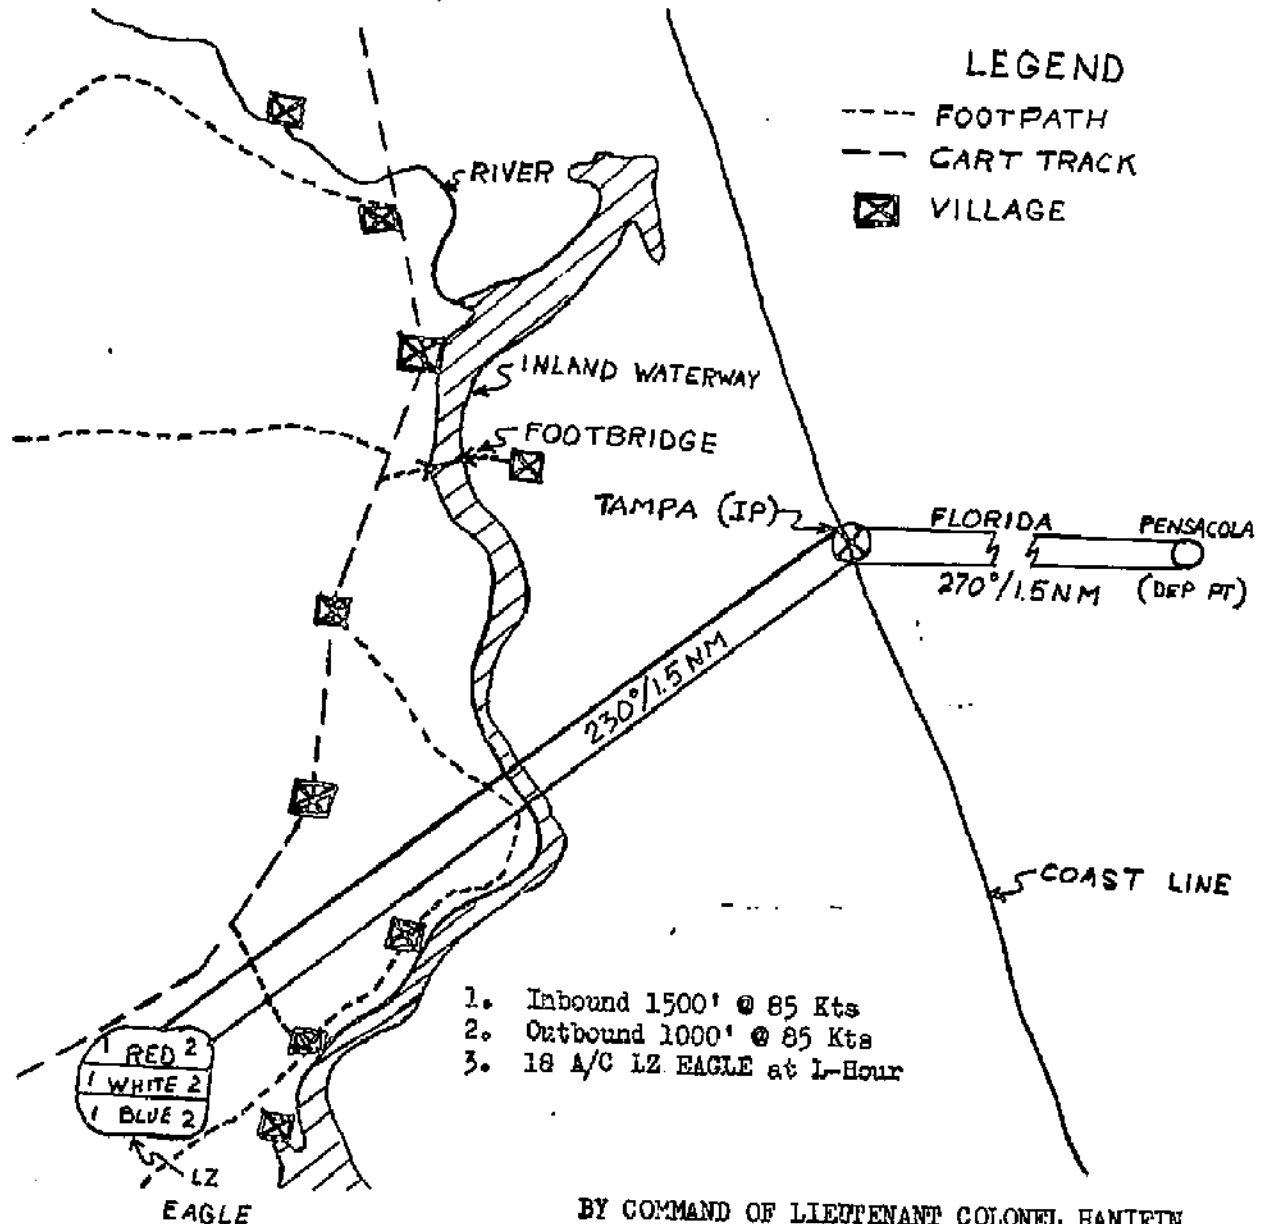 LEGEND
FOOTPATH
CART TRACK
VILLAGE
RIVER
INLAND WATERWAY
FOOTBRIDGE
TAMPA (IP)
FLORIDA
PENSACOLA
270°/1.5NM
(DEP PT)
230°/1.5 NM
COAST LINE
1. Inbound 1500' @ 85 Kts
2. Outbound 1000' @ 85 Kts
3. 18 A/C LZ EAGLE at L-Hour
1 RED 2
1 WHITE 2
1 BLUE 2
LZ
EAGLE
BY COMMAND OF LIEUTENANT COLONEL